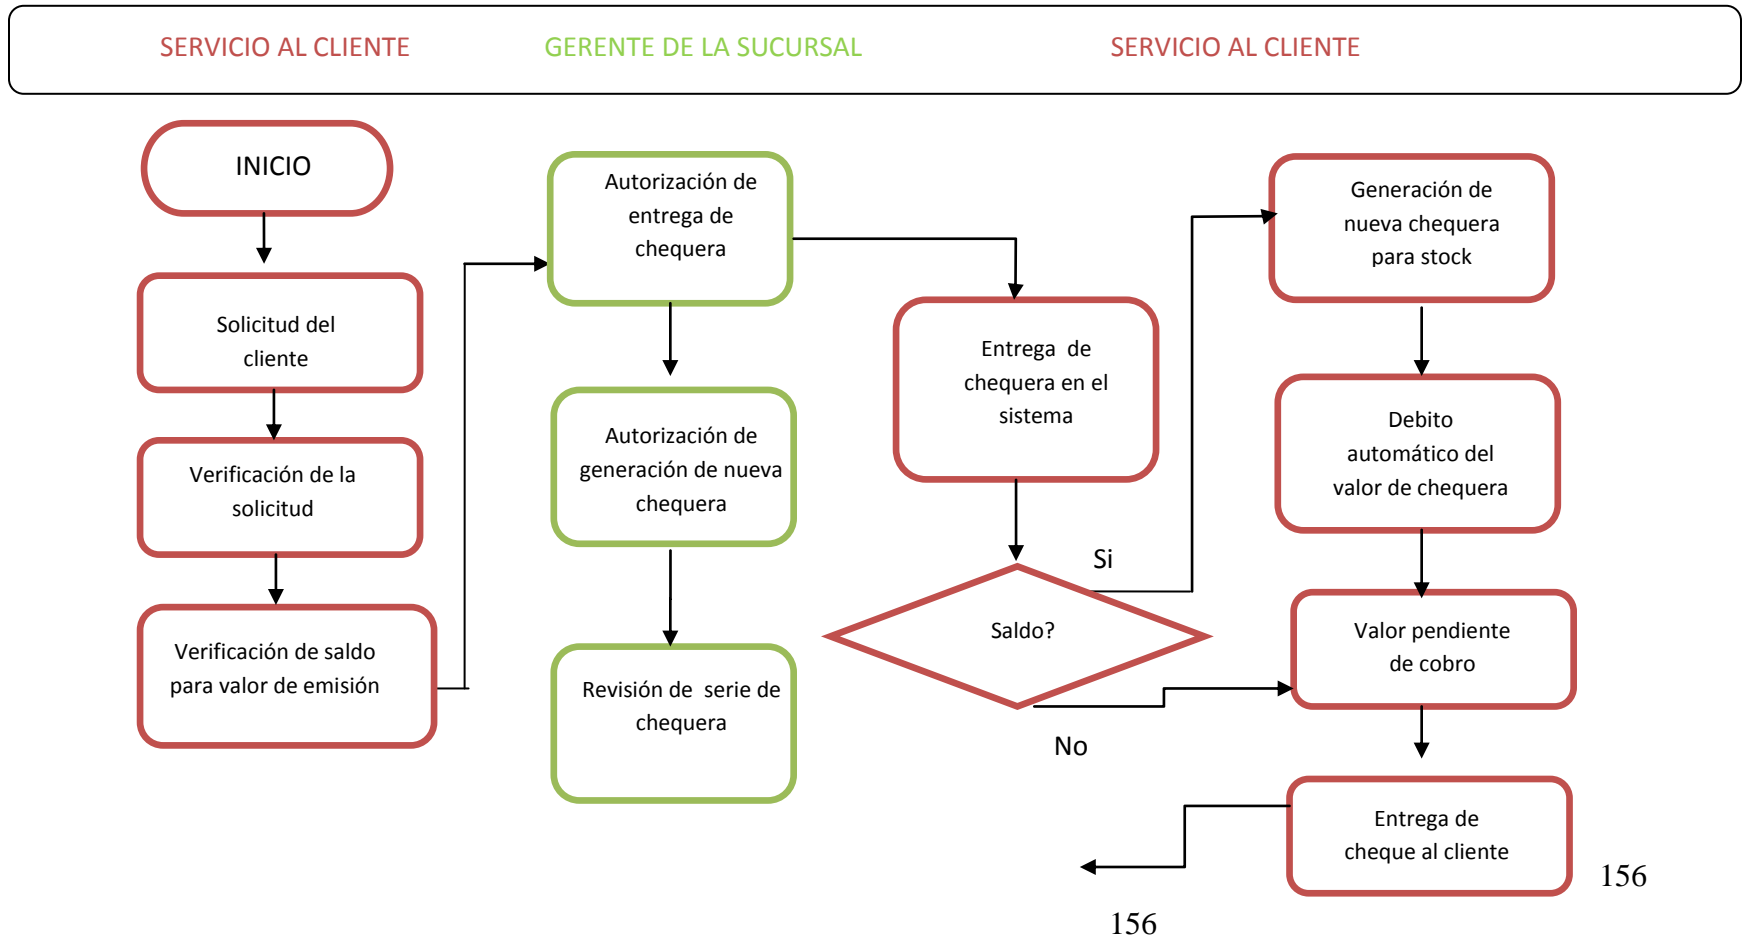 SERVICIO AL CLIENTE
GERENTE DE LA SUCURSAL
SERVICIO AL CLIENTE
INICIO
Solicitud del
cliente
Verificación de la
solicitud
Verificación de saldo
para valor de emisión
Autorización de
entrega de
chequera
Autorización de
generación de nueva
chequera
Revisión de serie de
chequera
Entrega de
chequera en el
sistema
Saldo?
Si
No
Generación de
nueva chequera
para stock
Debito
automático del
valor de chequera
Valor pendiente
de cobro
Entrega de
cheque al cliente
156
156